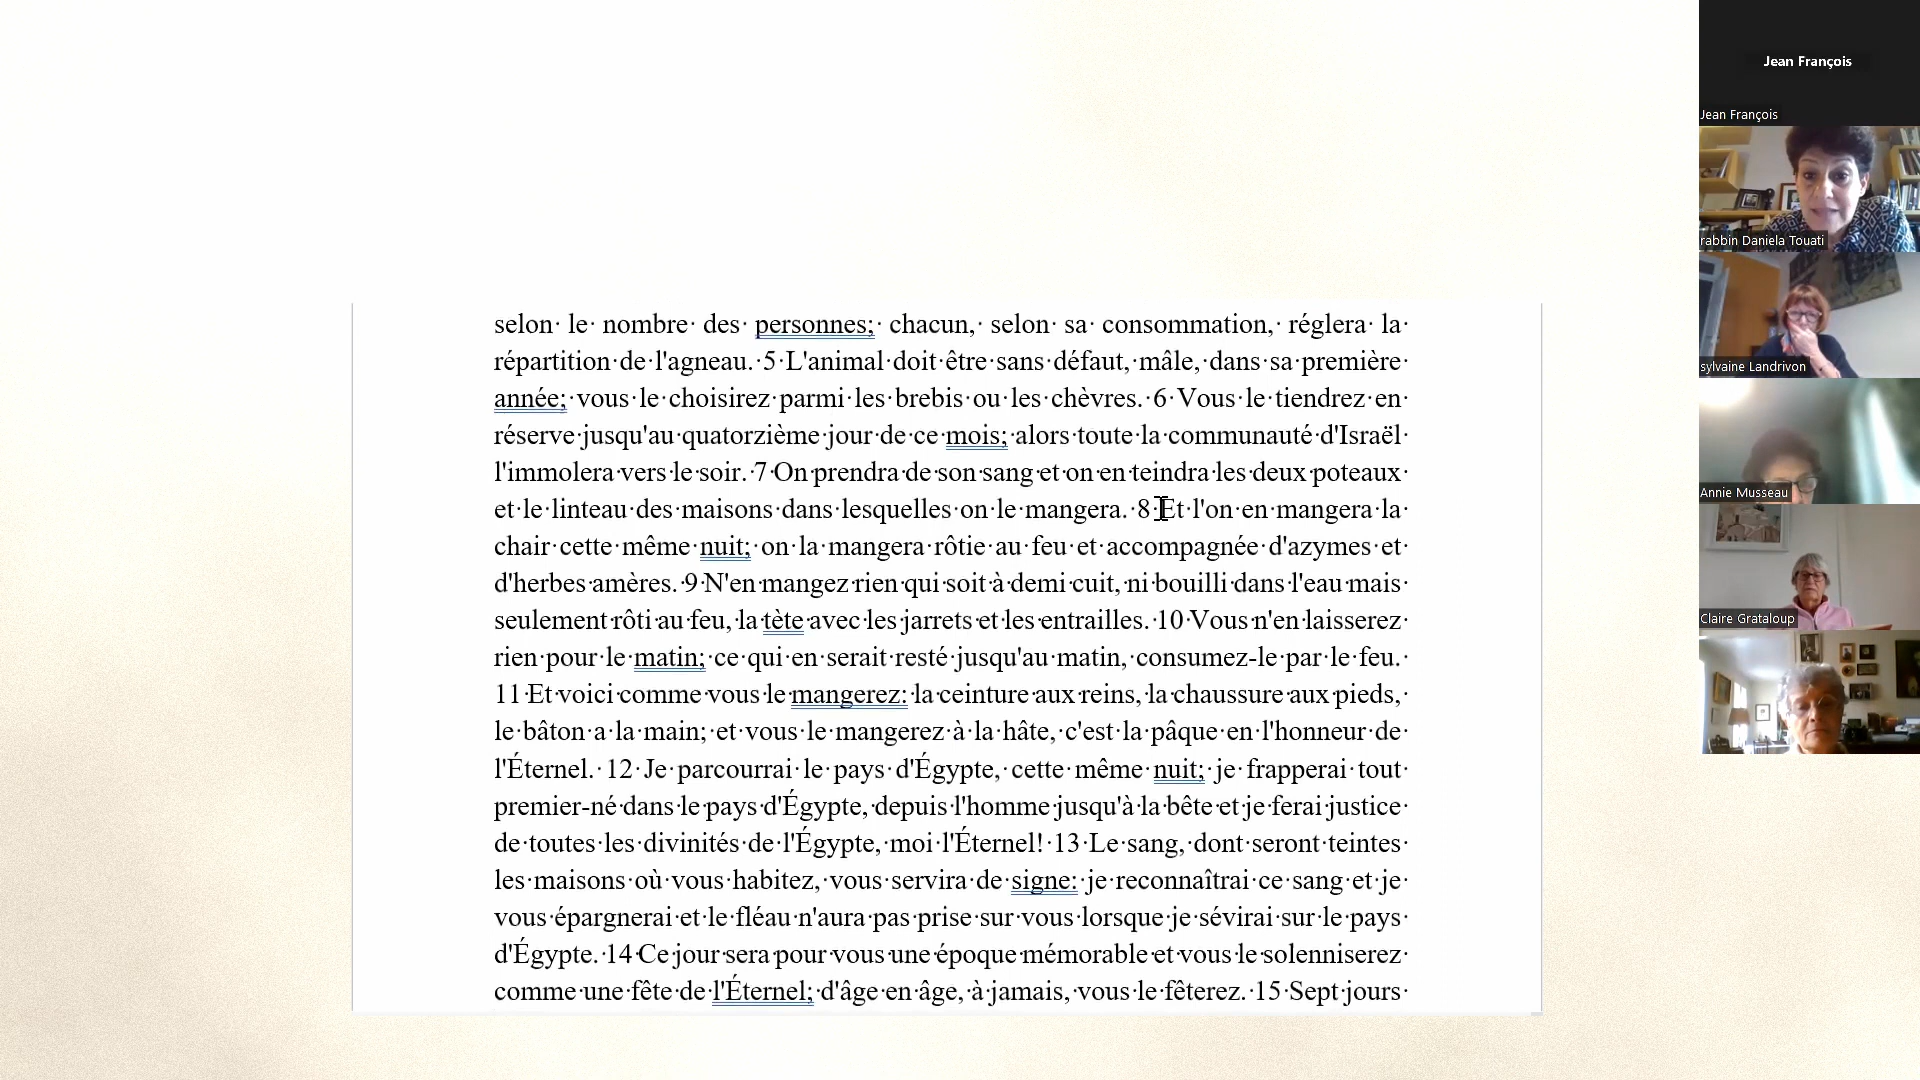 selon le nombre des personnes; chacun, selon sa consommation, réglera la
répartition de l'agneau. 5 L'animal doit être sans défaut, mâle, dans sa première
année; vous le choisirez parmi les brebis ou les chèvres. 6 Vous le tiendrez en
réserve jusqu'au quatorzième jour de ce mois; alors toute la communauté d'Israël
l'immolera vers le soir. 7 On prendra de son sang et on en teindra les deux poteaux
et le linteau des maisons dans lesquelles on le mangera. 8 Et l'on en mangera la
chair cette même nuit; on la mangera rôtie au feu et accompagnée d'azymes et
d'herbes amères. 9 N'en mangez rien qui soit à demi cuit, ni bouilli dans l'eau mais
seulement rôti au feu, la tète avec les jarrets et les entrailles. 10 Vous n'en laisserez
rien pour le matin; ce qui en serait resté jusqu'au matin, consumez-le par le feu.
11 Et voici comme vous le mangerez: la ceinture aux reins, la chaussure aux pieds,
le bâton a la main; et vous le mangerez à la hâte, c'est la pâque en l'honneur de
l'Éternel. 12 Je parcourrai le pays d'Égypte, cette même nuit; je frapperai tout
premier-né dans le pays d'Égypte, depuis l'homme jusqu'à la bête et je ferai justice
de toutes les divinités de l'Égypte, moi l'Éternel! 13 Le sang, dont seront teintes
les maisons où vous habitez, vous servira de signe: je reconnaîtrai ce sang et je
vous épargnerai et le fléau n'aura pas prise sur vous lorsque je sévirai sur le pays
d'Égypte. 14 Ce jour sera pour vous une époque mémorable et vous le solenniserez
comme une fête de l'Éternel; d'âge en âge, à jamais, vous le fêterez. 15 Sept jours
Jean François
Jean François
rabbin Daniela Touati
sylvaine Landrivon
Annie Musseau
Claire Grataloup